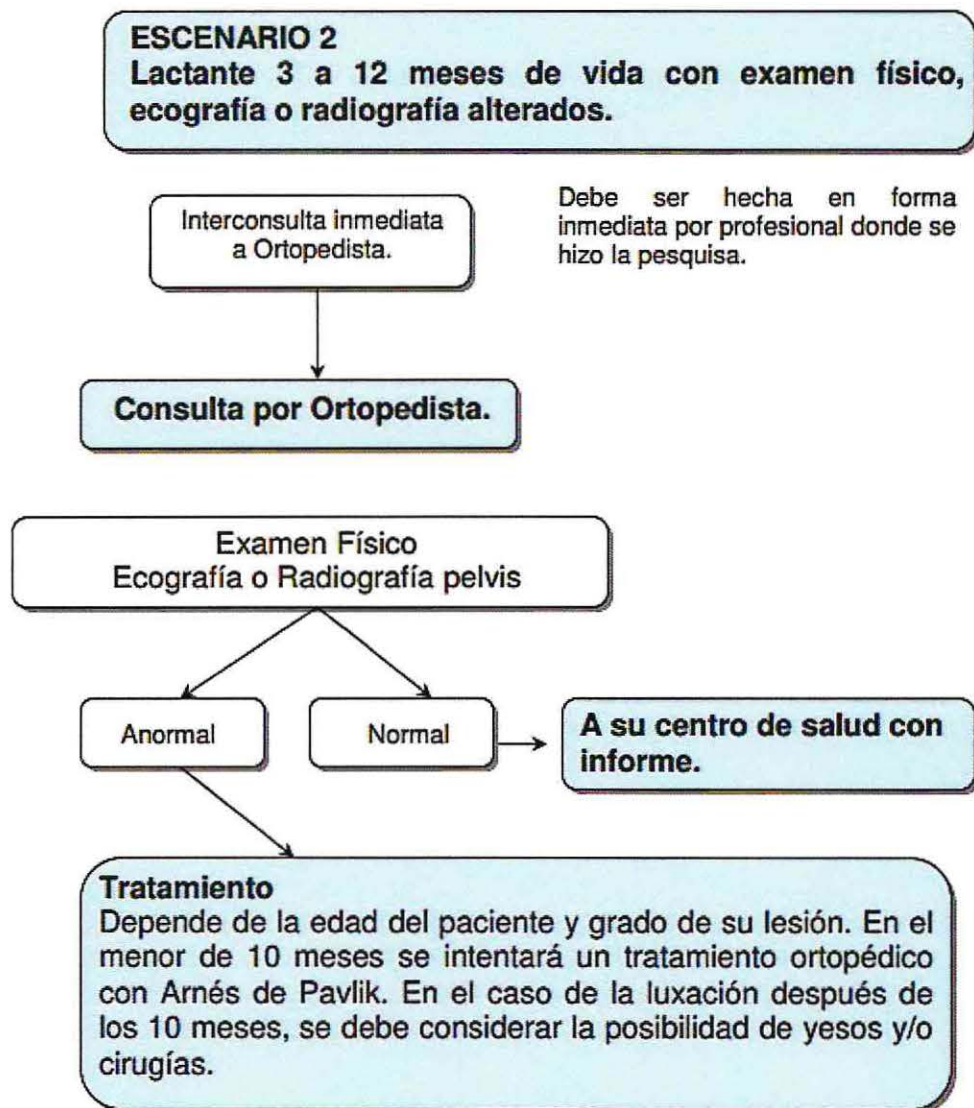 ESCENARIO 2
Lactante 3 a 12 meses de vida con examen físico,
ecografía o radiografía alterados.
Interconsulta inmediata
a Ortopedista.
Debe ser hecha en forma
inmediata por profesional donde se
hizo la pesquisa.
Consulta por Ortopedista.
Examen Físico
Ecografía o Radiografía pelvis
Anormal
Normal
A su centro de salud con
informe.
Tratamiento
Depende de la edad del paciente y grado de su lesión. En el
menor de 10 meses se intentará un tratamiento ortopédico
con Arnés de Pavlik. En el caso de la luxación después de
los 10 meses, se debe considerar la posibilidad de yesos y/o
cirugías.